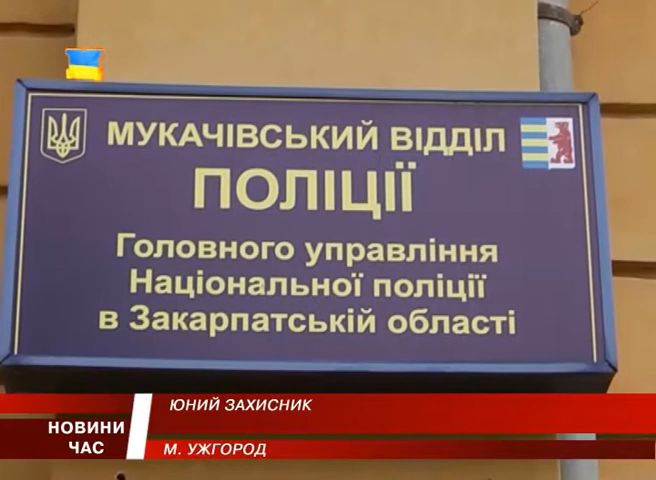 МУКАЧІВСЬКИЙ ВІДДІЛ
ПОЛІЦІЇ
Головного управління
Національної поліції
в Закарпатській області
ЮНИЙ ЗАХИСНИК
НОВИНИ
ЧАС
М. УЖГОРОД